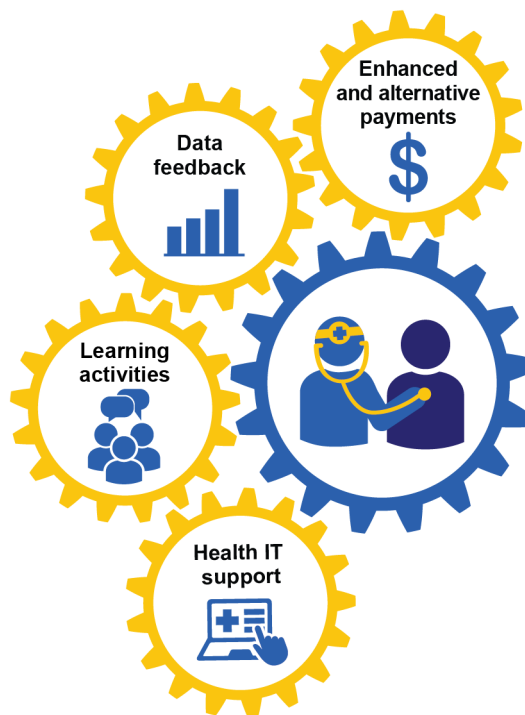 Enhanced
and alternative
payments
$
Data
feedback
Learning
activities
Health IT
support